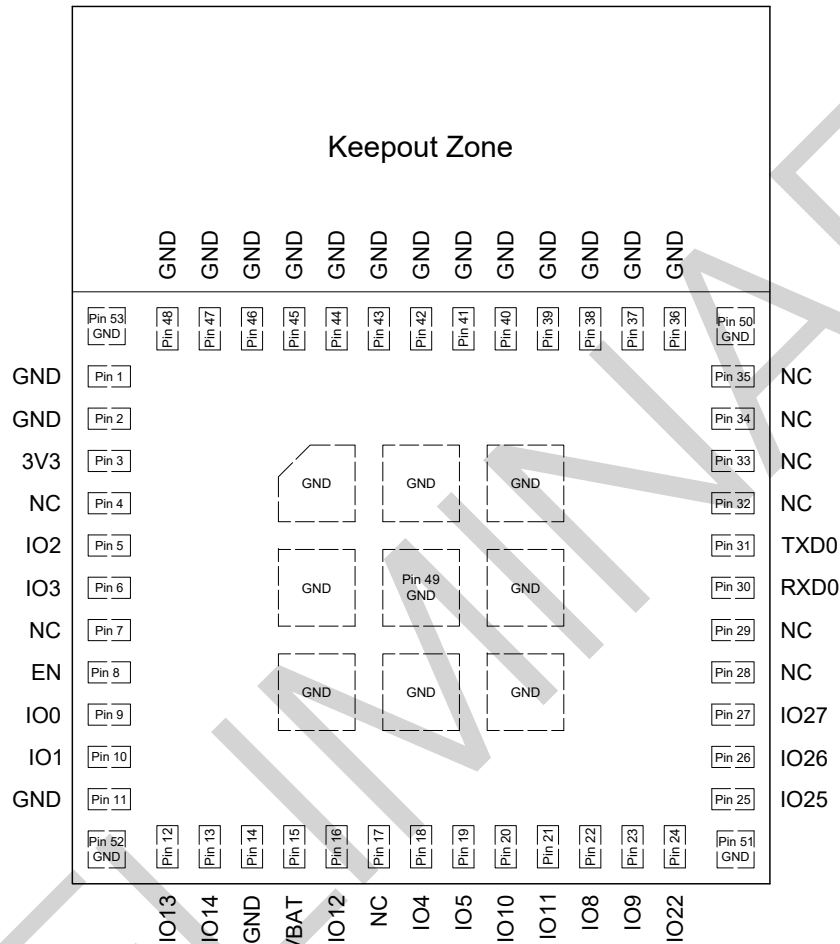 Keepout Zone
GND GND GND GND GND GND GND GND GND GND GND GND GND
Pin 53 GND
Pin 48 Pin 47 Pin 46 Pin 45 Pin 44 Pin 43 Pin 42 Pin 41 Pin 40 Pin 39 Pin 38 Pin 37 Pin 36
Pin 50 GND
GND Pin 1 Pin 35 NC
GND Pin 2 Pin 34 NC
3V3 Pin 3 Pin 33 NC
GND GND GND
NC Pin 4 Pin 32 NC
IO2 Pin 5 Pin 31 TXD0
IO3 Pin 6 GND Pin 49 GND GND Pin 30 RXD0
NC Pin 7 Pin 29 NC
EN Pin 8 Pin 28 NC
GND GND GND
IO0 Pin 9 Pin 27 IO27
IO1 Pin 10 Pin 26 IO26
GND Pin 11 Pin 25 IO25
Pin 52 GND
Pin 12 Pin 13 Pin 14 Pin 15 Pin 16 Pin 17 Pin 18 Pin 19 Pin 20 Pin 21 Pin 22 Pin 23 Pin 24
Pin 51 GND
IO13 IO14 GND VBAT IO12 NC IO4 IO5 IO10 IO11 IO8 IO9 IO22